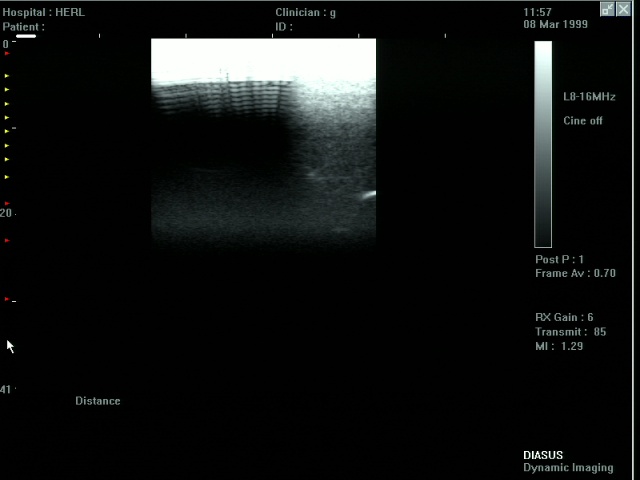 Hospital : HERL
Patient :
Clinician : g
ID :
11:57
08 Mar 1999
0
20
41
L8-16MHz
Cine off
Post P : 1
Frame Av : 0.70
RX Gain : 6
Transmit : 85
MI : 1.29
Distance
DIASUS
Dynamic Imaging